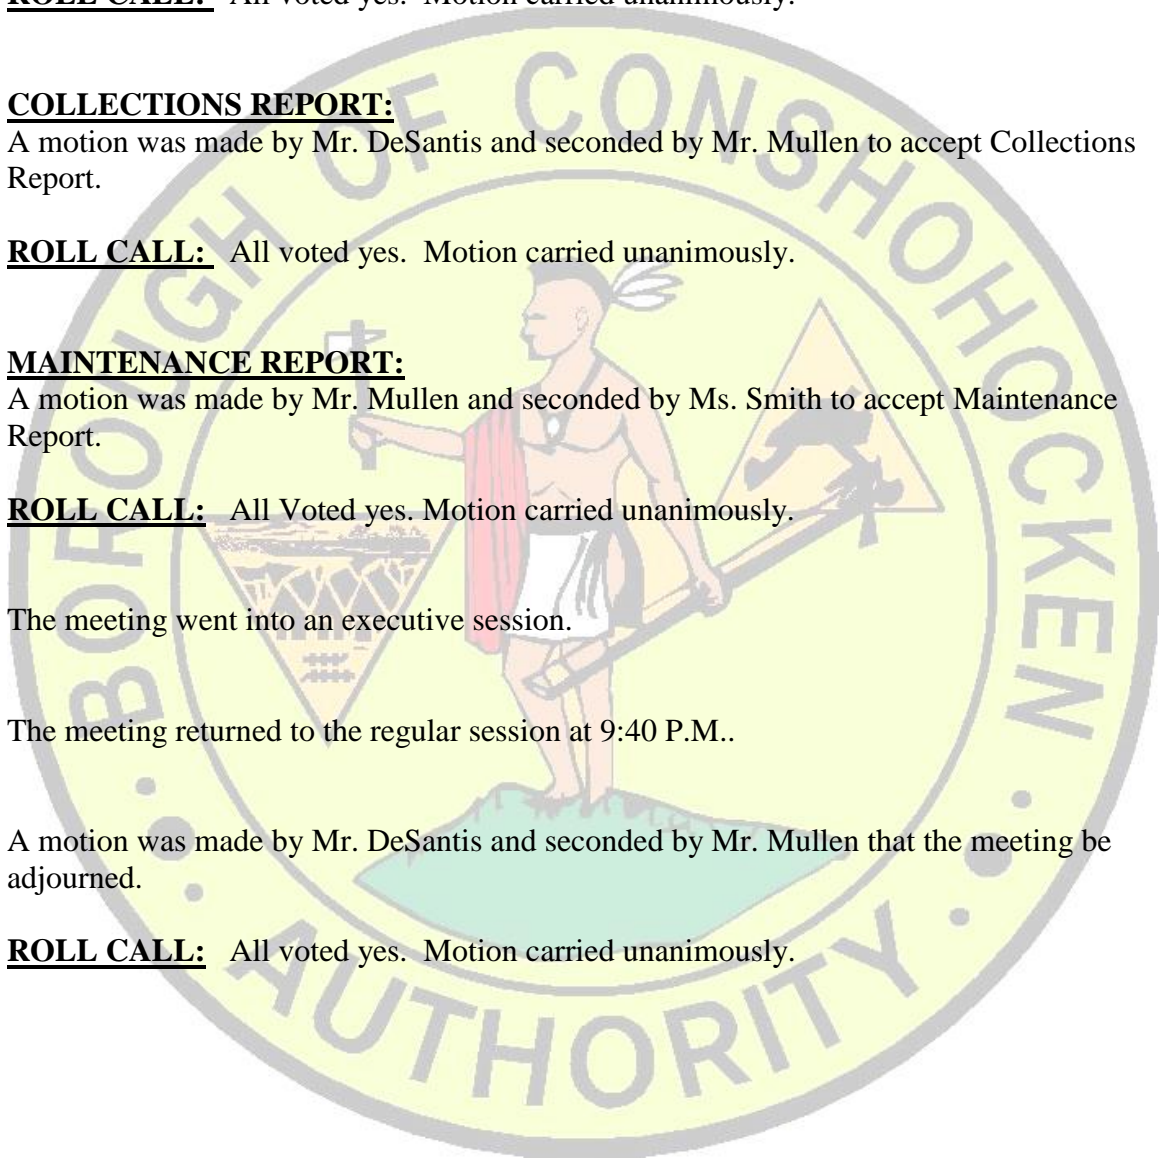 ROLL CALL: All voted yes. Motion carried unanimously.
COLLECTIONS REPORT:
A motion was made by Mr. DeSantis and seconded by Mr. Mullen to accept Collections
Report.
ROLL CALL: All voted yes. Motion carried unanimously.
MAINTENANCE REPORT:
A motion was made by Mr. Mullen and seconded by Ms. Smith to accept Maintenance
Report.
ROLL CALL: All Voted yes. Motion carried unanimously.
The meeting went into an executive session.
The meeting returned to the regular session at 9:40 P.M..
A motion was made by Mr. DeSantis and seconded by Mr. Mullen that the meeting be
adjourned.
ROLL CALL: All voted yes. Motion carried unanimously.
BOROUGH OF CONSHOHOCKEN
AUTHORITY